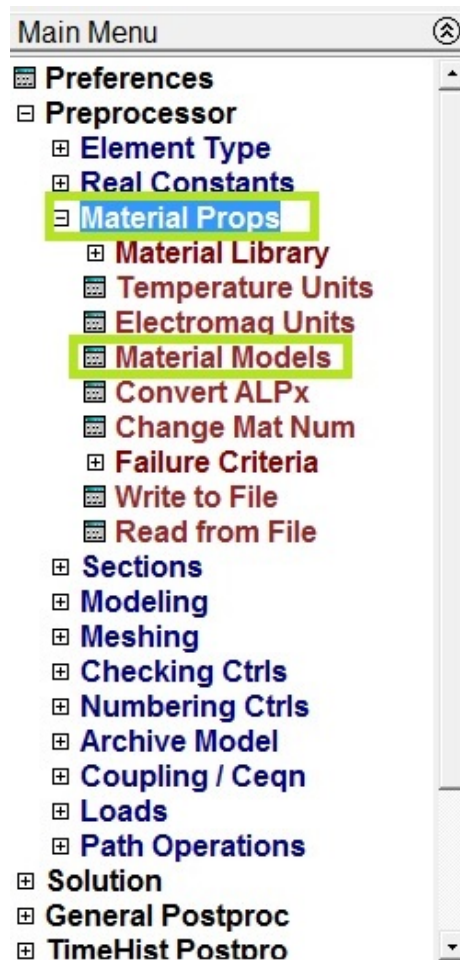 Main Menu
Preferences
Preprocessor
Element Type
Real Constants
Material Props
Material Library
Temperature Units
Electromag Units
Material Models
Convert ALPx
Change Mat Num
Failure Criteria
Write to File
Read from File
Sections
Modeling
Meshing
Checking Ctrls
Numbering Ctrls
Archive Model
Coupling / Ceqn
Loads
Path Operations
Solution
General Postproc
TimeHist Postpro